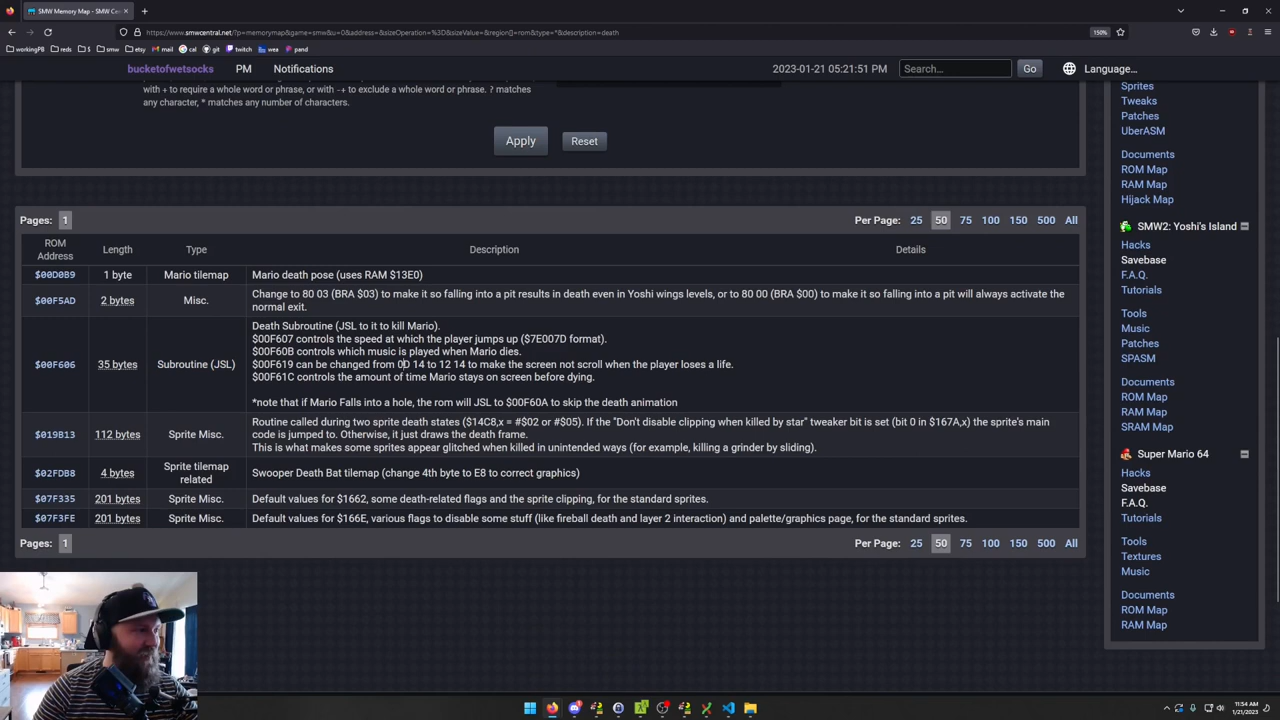 SMW Memory Map - SMW Ce
https://www.smwcentral.net/?p=memorymap&game=smw&u=0&address=&sizeOperation=%3D&sizeValue=&region[]=rom&type=*&description=death
150%
workingPB
reds
$
smw
etsy
mail
cal
git
twitch
wea
pand
bucketofwetsocks
PM
Notifications
2023-01-21 05:21:51 PM
Search...
Go
Language...
with + to require a whole word or phrase, or with -+ to exclude a whole word or phrase. ? matches
any character, * matches any number of characters.
Apply
Reset
Pages: 1
Per Page: 25 50 75 100 150 500 All
ROM Address
Length
Type
Description
Details
$00D0B9
1 byte
Mario tilemap
Mario death pose (uses RAM $13E0)
$00F5AD
2 bytes
Misc.
Change to 80 03 (BRA $03) to make it so falling into a pit results in death even in Yoshi wings levels, or to 80 00 (BRA $00) to make it so falling into a pit will always activate the
normal exit.
$00F606
35 bytes
Subroutine (JSL)
Death Subroutine (JSL to it to kill Mario).
$00F607 controls the speed at which the player jumps up ($7E007D format).
$00F60B controls which music is played when Mario dies.
$00F619 can be changed from 0D 14 to 12 14 to make the screen not scroll when the player loses a life.
$00F61C controls the amount of time Mario stays on screen before dying.
*note that if Mario Falls into a hole, the rom will JSL to $00F60A to skip the death animation
$019B13
112 bytes
Sprite Misc.
Routine called during two sprite death states ($14C8,x = #$02 or #$05). If the "Don't disable clipping when killed by star" tweaker bit is set (bit 0 in $167A,x) the sprite's main
code is jumped to. Otherwise, it just draws the death frame.
This is what makes some sprites appear glitched when killed in unintended ways (for example, killing a grinder by sliding).
$02FDB8
4 bytes
Sprite tilemap
related
Swooper Death Bat tilemap (change 4th byte to E8 to correct graphics)
$07F335
201 bytes
Sprite Misc.
Default values for $1662, some death-related flags and the sprite clipping, for the standard sprites.
$07F3FE
201 bytes
Sprite Misc.
Default values for $166E, various flags to disable some stuff (like fireball death and layer 2 interaction) and palette/graphics page, for the standard sprites.
Pages: 1
Per Page: 25 50 75 100 150 500 All
Sprites
Tweaks
Patches
UberASM
Documents
ROM Map
RAM Map
Hijack Map
SMW2: Yoshi's Island
Hacks
Savebase
F.A.Q.
Tutorials
Tools
Music
Patches
SPASM
Documents
ROM Map
RAM Map
SRAM Map
Super Mario 64
Hacks
Savebase
F.A.Q.
Tutorials
Tools
Textures
Music
Documents
ROM Map
RAM Map
11:54 AM
1/21/2023